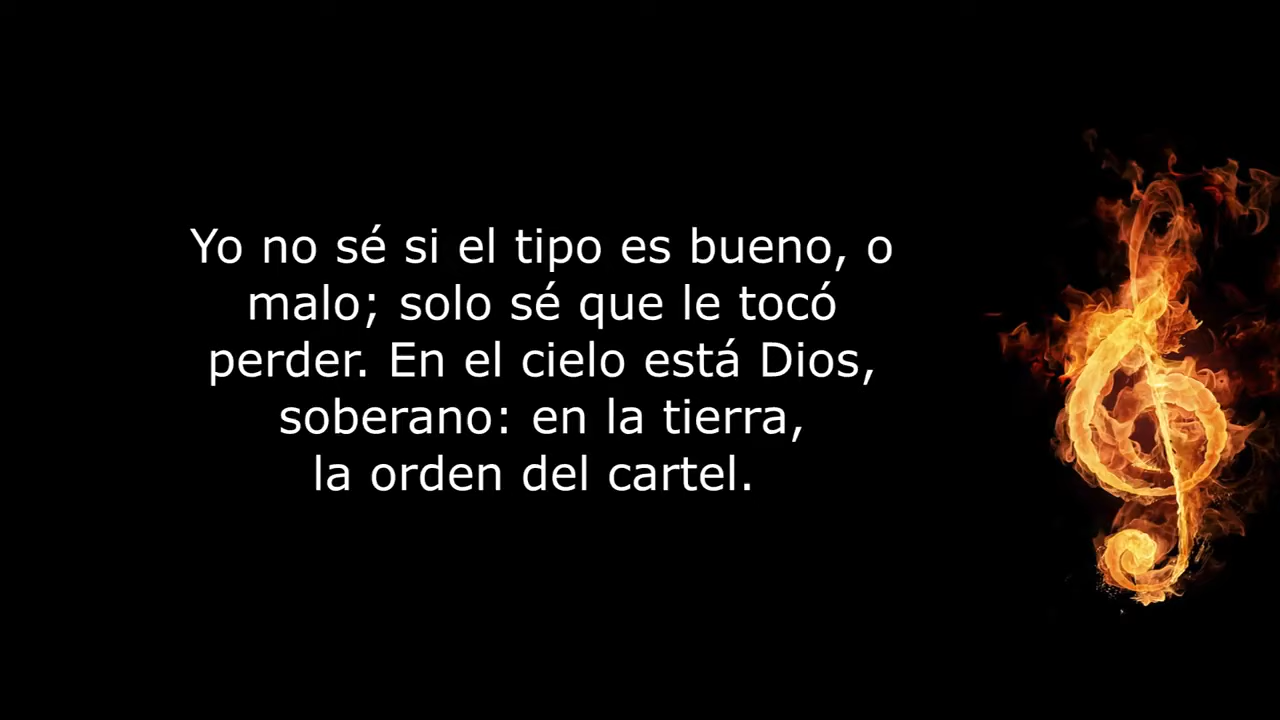 Yo no sé si el tipo es bueno, o
malo; solo sé que le tocó
perder. En el cielo está Dios,
soberano: en la tierra,
la orden del cartel.